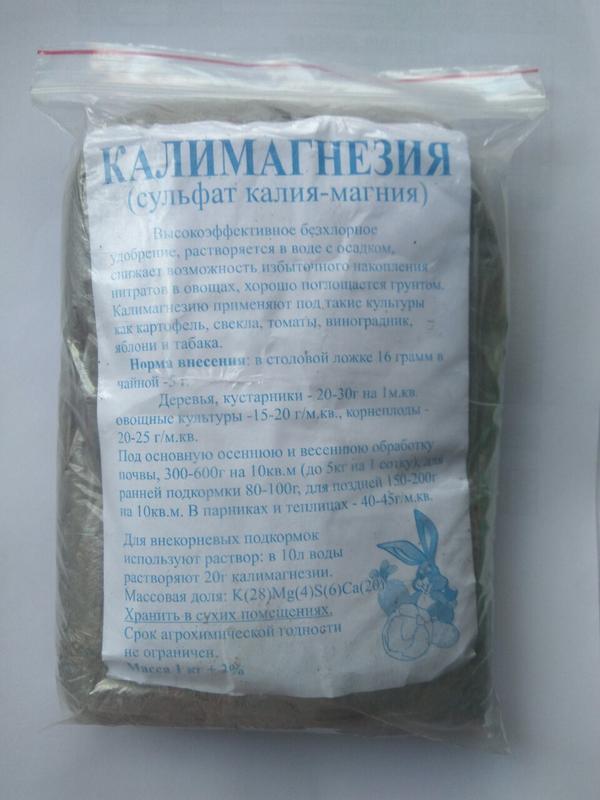 КАЛИМАГНЕЗИЯ
(сульфат калия-магния)
Высокоэффективное безхлорное
удобрение, растворяется в воде с осадком,
снижает возможность избыточного накопления
нитратов в овощах, хорошо поглощается грунтом.
Калимагнезию применяют под такие культуры
как картофель, свекла, томаты, виноградник,
яблони и табака.
Норма внесения: в столовой ложке 16 грамм в
чайной -5 г.
Деревья, кустарники - 20-30г на 1м.кв.
овощные культуры -15-20 г/м.кв., корнеплоды -
20-25 г/м.кв.
Под основную осеннюю и весеннюю обработку
почвы, 300-600г на 10кв.м (до 5кг на 1 сотку), для
ранней подкормки 80-100г, для поздней 150-200г
на 10кв.м. В парниках и теплицах - 40-45г/м.кв.
Для внекорневых подкормок
используют раствор: в 10л воды
растворяют 20г калимагнезии.
Массовая доля: K(28)Mg(4)S(6)Ca(20)
Хранить в сухих помещениях.
Срок агрохимической годности
не ограничен.
Масса 1 кг ± 2%